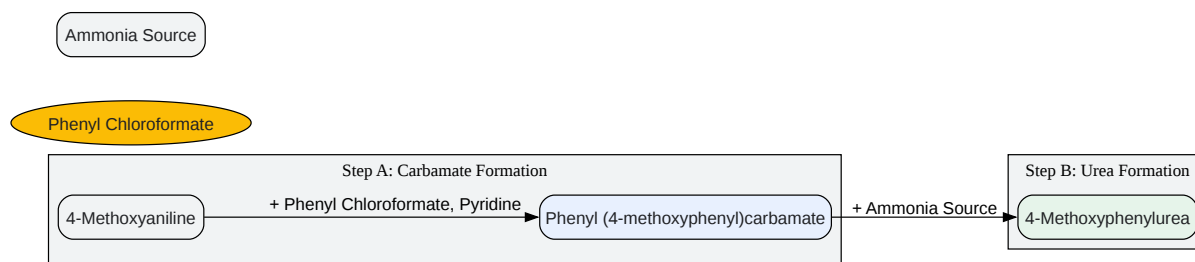 Ammonia Source
Phenyl Chloroformate
Step A: Carbamate Formation
4-Methoxyaniline
+ Phenyl Chloroformate, Pyridine
Phenyl (4-methoxyphenyl)carbamate
+ Ammonia Source
Step B: Urea Formation
4-Methoxyphenylurea